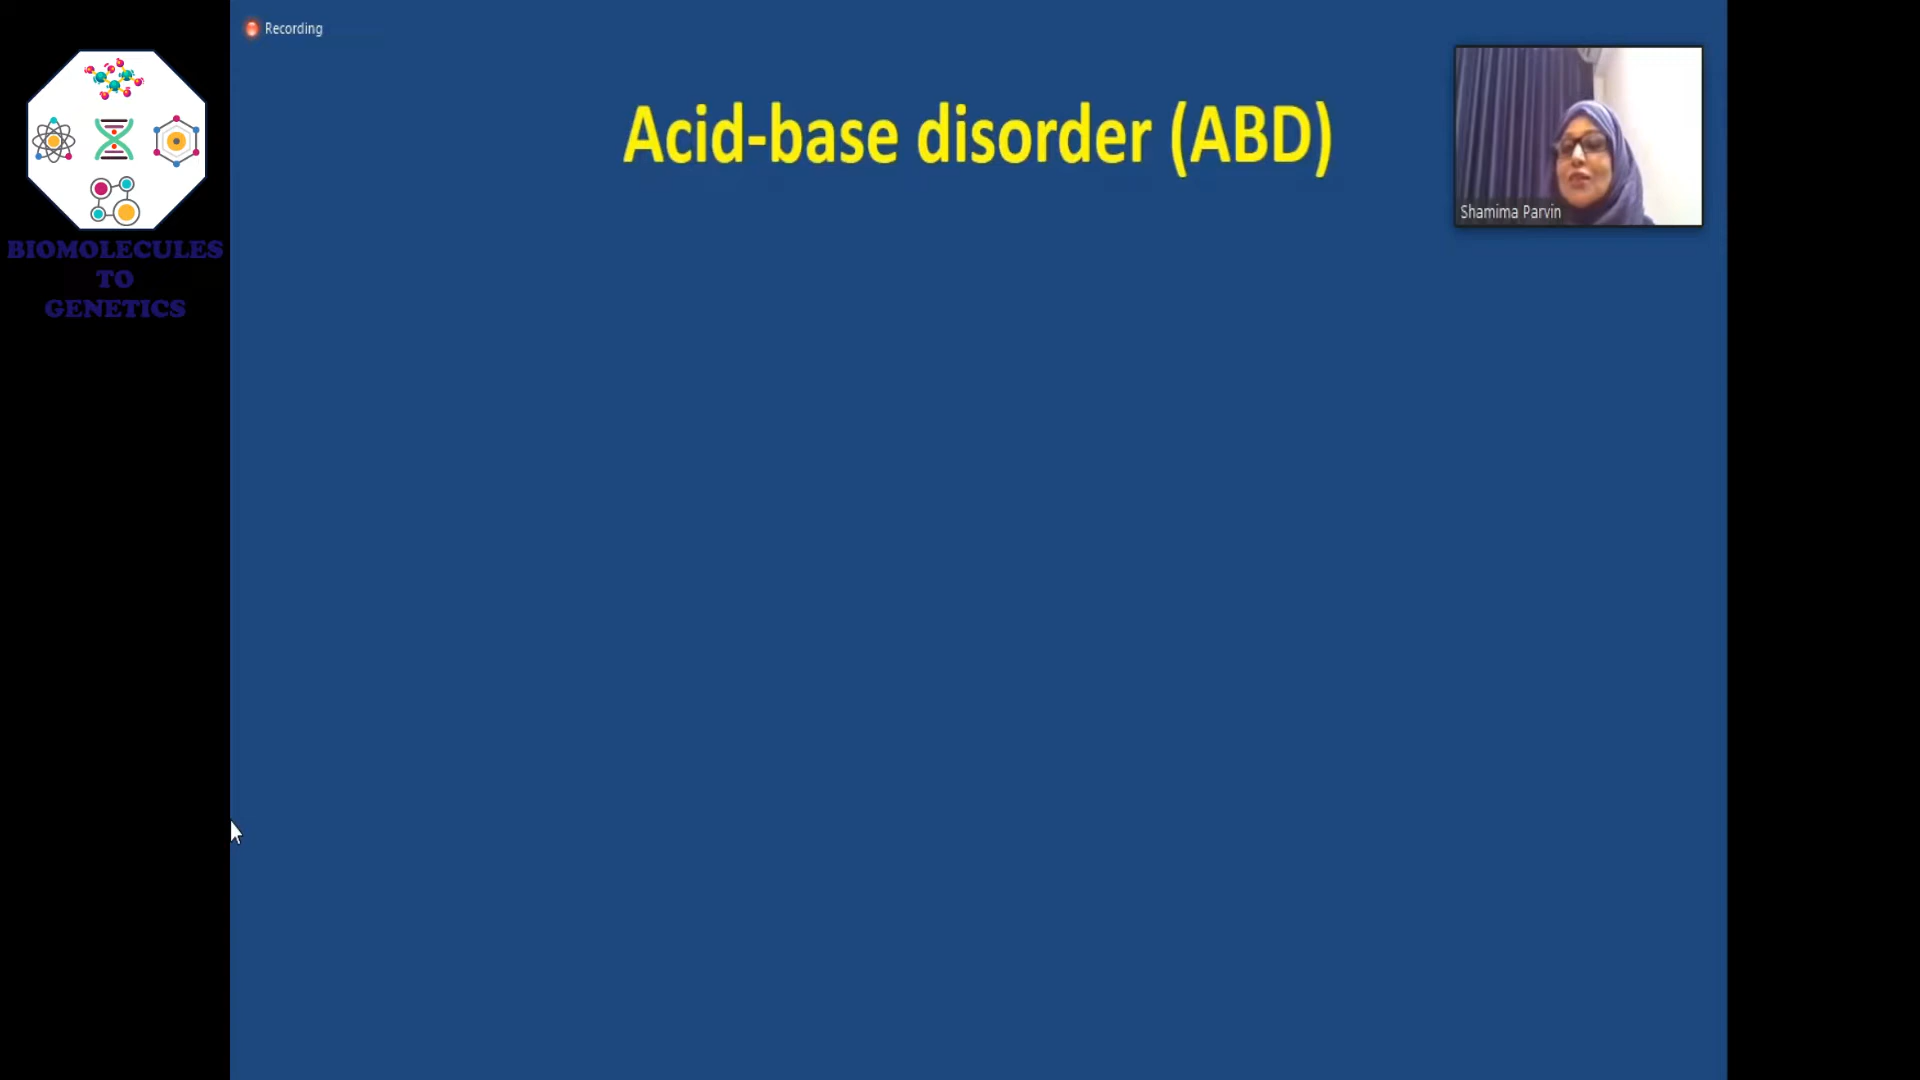 Recording
Acid-base disorder (ABD)
Shamima Parvin
BIOMOLECULES
TO
GENETICS